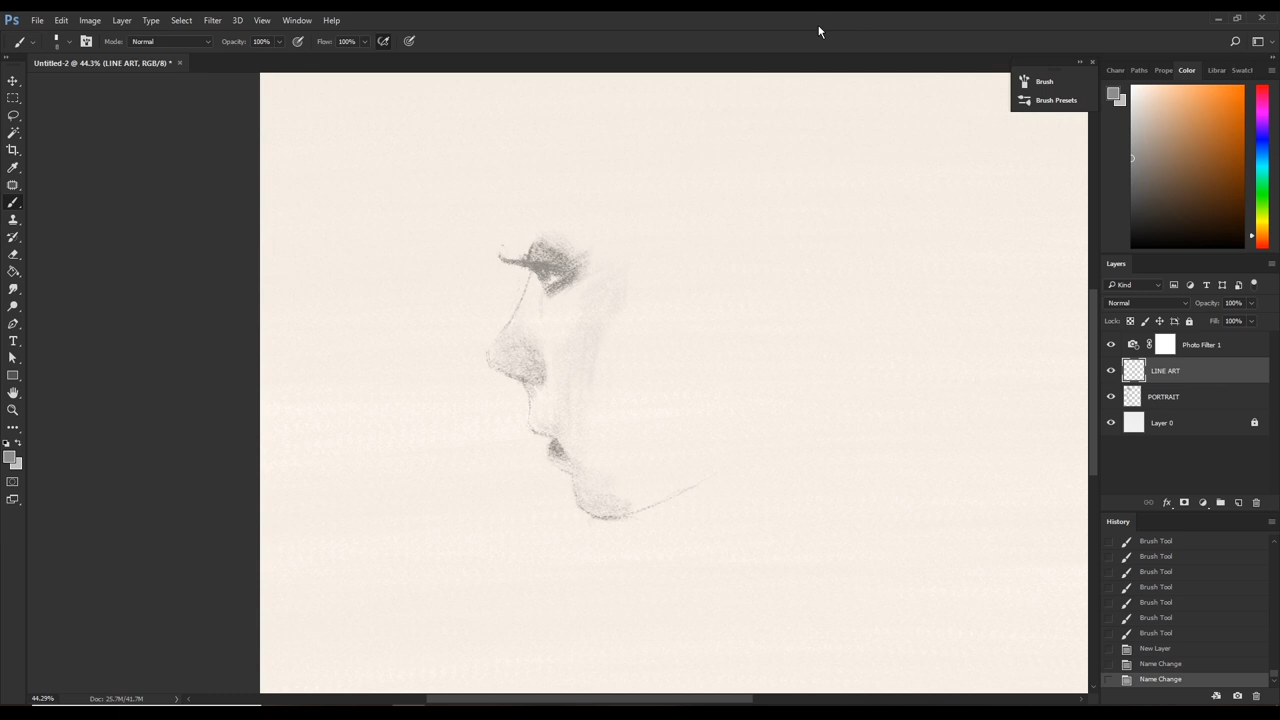 Ps File Edit Image Layer Type Select Filter 3D View Window Help
8 Mode: Normal Opacity: 100% Flow: 100%
Untitled-2 @ 44.3% (LINE ART, RGB/8) *
Brush
Brush Presets
Chanr Paths Prope Color Librar Swatcl
Layers
Kind
Normal Opacity: 100%
Lock: Fill: 100%
Photo Filter 1
LINE ART
PORTRAIT
Layer 0
fx
History
Brush Tool
Brush Tool
Brush Tool
Brush Tool
Brush Tool
Brush Tool
Brush Tool
New Layer
Name Change
Name Change
44.29% Doc: 25.7M/41.7M